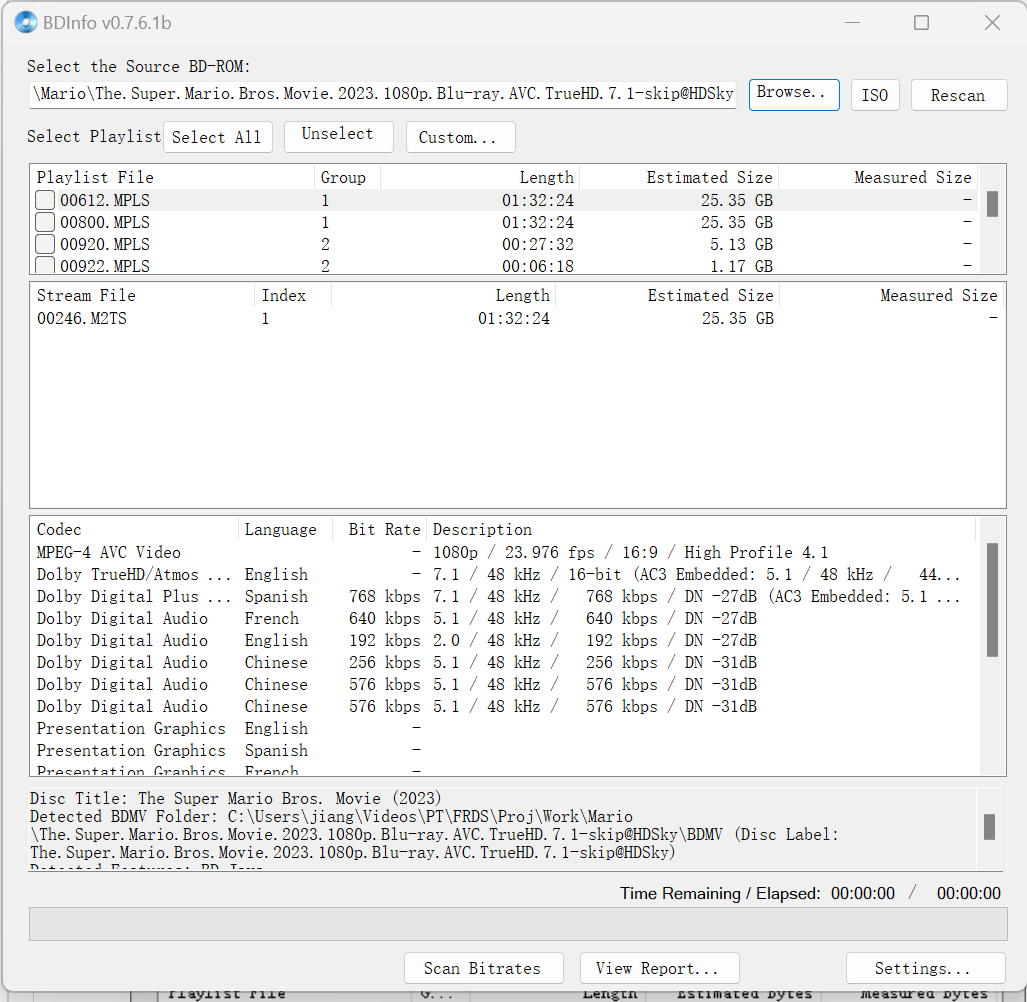 BDInfo v0.7.6.1b
Select the Source BD-ROM:
\Mario\The.Super.Mario.Bros.Movie.2023.1080p.Blu-ray.AVC.TrueHD.7.1-skip@HDSky Browse.. ISO Rescan
Select Playlist Select All Unselect Custom...
Playlist File Group Length Estimated Size Measured Size
00612.MPLS 1 01:32:24 25.35 GB -
00800.MPLS 1 01:32:24 25.35 GB -
00920.MPLS 2 00:27:32 5.13 GB -
00922.MPLS 2 00:06:18 1.17 GB -
Stream File Index Length Estimated Size Measured Size
00246.M2TS 1 01:32:24 25.35 GB -
Codec Language Bit Rate Description
MPEG-4 AVC Video - 1080p / 23.976 fps / 16:9 / High Profile 4.1
Dolby TrueHD/Atmos ... English - 7.1 / 48 kHz / 16-bit (AC3 Embedded: 5.1 / 48 kHz / 44...
Dolby Digital Plus ... Spanish 768 kbps 7.1 / 48 kHz / 768 kbps / DN -27dB (AC3 Embedded: 5.1 ...
Dolby Digital Audio French 640 kbps 5.1 / 48 kHz / 640 kbps / DN -27dB
Dolby Digital Audio English 192 kbps 2.0 / 48 kHz / 192 kbps / DN -27dB
Dolby Digital Audio Chinese 256 kbps 5.1 / 48 kHz / 256 kbps / DN -31dB
Dolby Digital Audio Chinese 576 kbps 5.1 / 48 kHz / 576 kbps / DN -31dB
Dolby Digital Audio Chinese 576 kbps 5.1 / 48 kHz / 576 kbps / DN -31dB
Presentation Graphics English -
Presentation Graphics Spanish -
Presentation Graphics French -
Disc Title: The Super Mario Bros. Movie (2023)
Detected BDMV Folder: C:\Users\jiang\Videos\PT\FRDS\Proj\Work\Mario
\The.Super.Mario.Bros.Movie.2023.1080p.Blu-ray.AVC.TrueHD.7.1-skip@HDSky\BDMV (Disc Label:
The.Super.Mario.Bros.Movie.2023.1080p.Blu-ray.AVC.TrueHD.7.1-skip@HDSky)
Detected Features: BD-Java
Time Remaining / Elapsed: 00:00:00 / 00:00:00
Scan Bitrates View Report... Settings...
Playlist File G... Length Estimated Bytes Measured Bytes